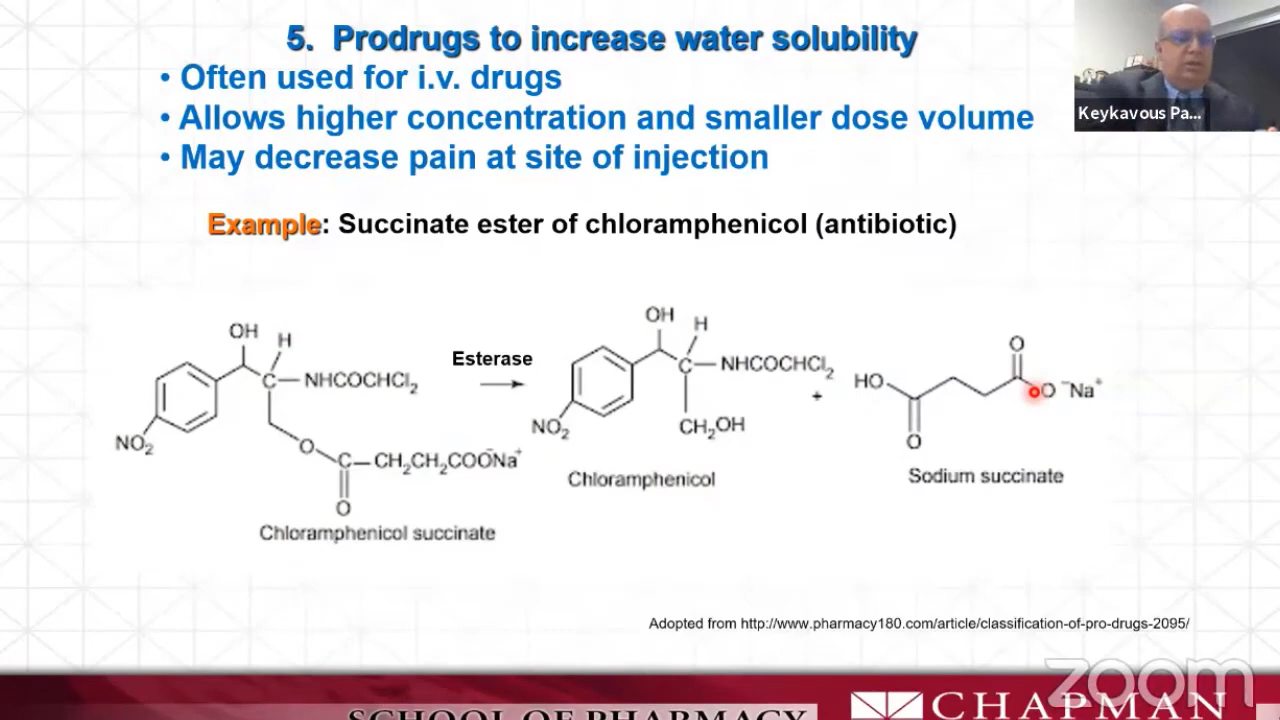 5. Prodrugs to increase water solubility
• Often used for i.v. drugs
• Allows higher concentration and smaller dose volume
• May decrease pain at site of injection
Keykavous Pa...
Example: Succinate ester of chloramphenicol (antibiotic)
OH
H
C–NHCOCHCl₂
NO₂
O
C–CH₂CH₂COO⁻Na⁺
O
Chloramphenicol succinate
Esterase
OH
H
C–NHCOCHCl₂
NO₂
CH₂OH
Chloramphenicol
+
O
HO
O⁻Na⁺
O
Sodium succinate
Adopted from http://www.pharmacy180.com/article/classification-of-pro-drugs-2095/
zoom
CHAPMAN
SCHOOL OF PHARMACY